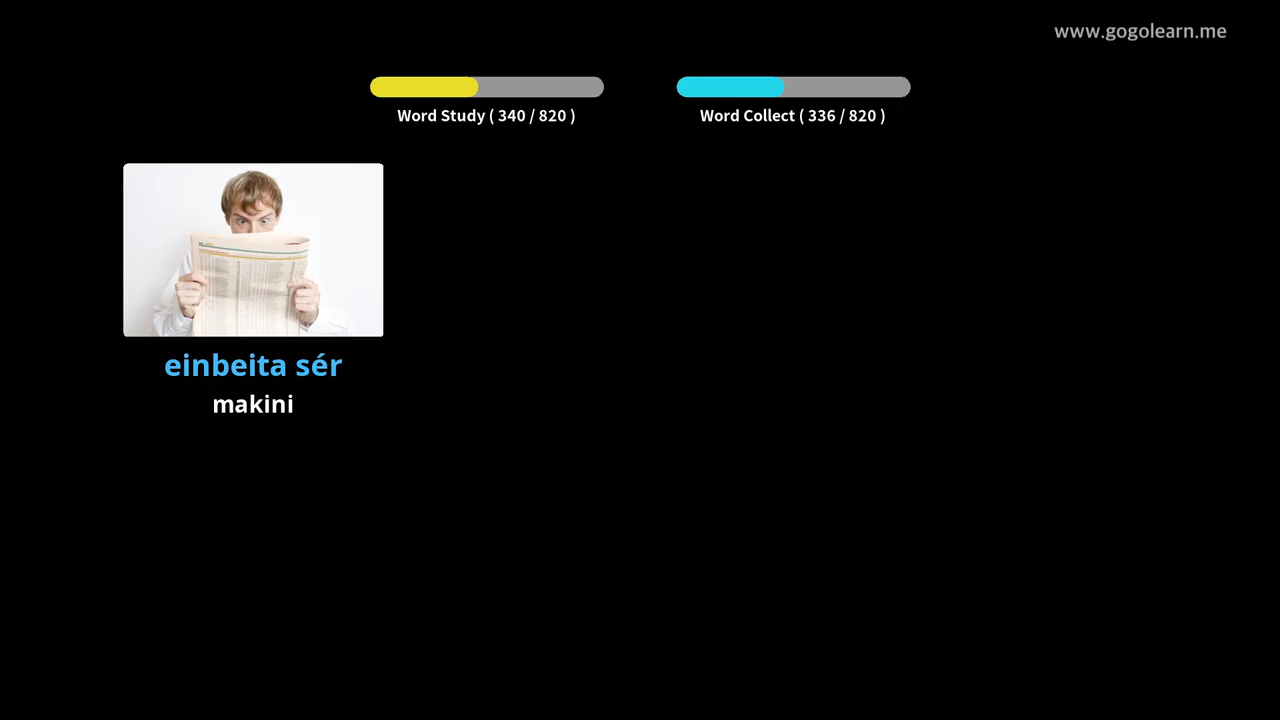 www.gogolearn.me
Word Study ( 340 / 820 )
Word Collect ( 336 / 820 )
einbeita sér
makini